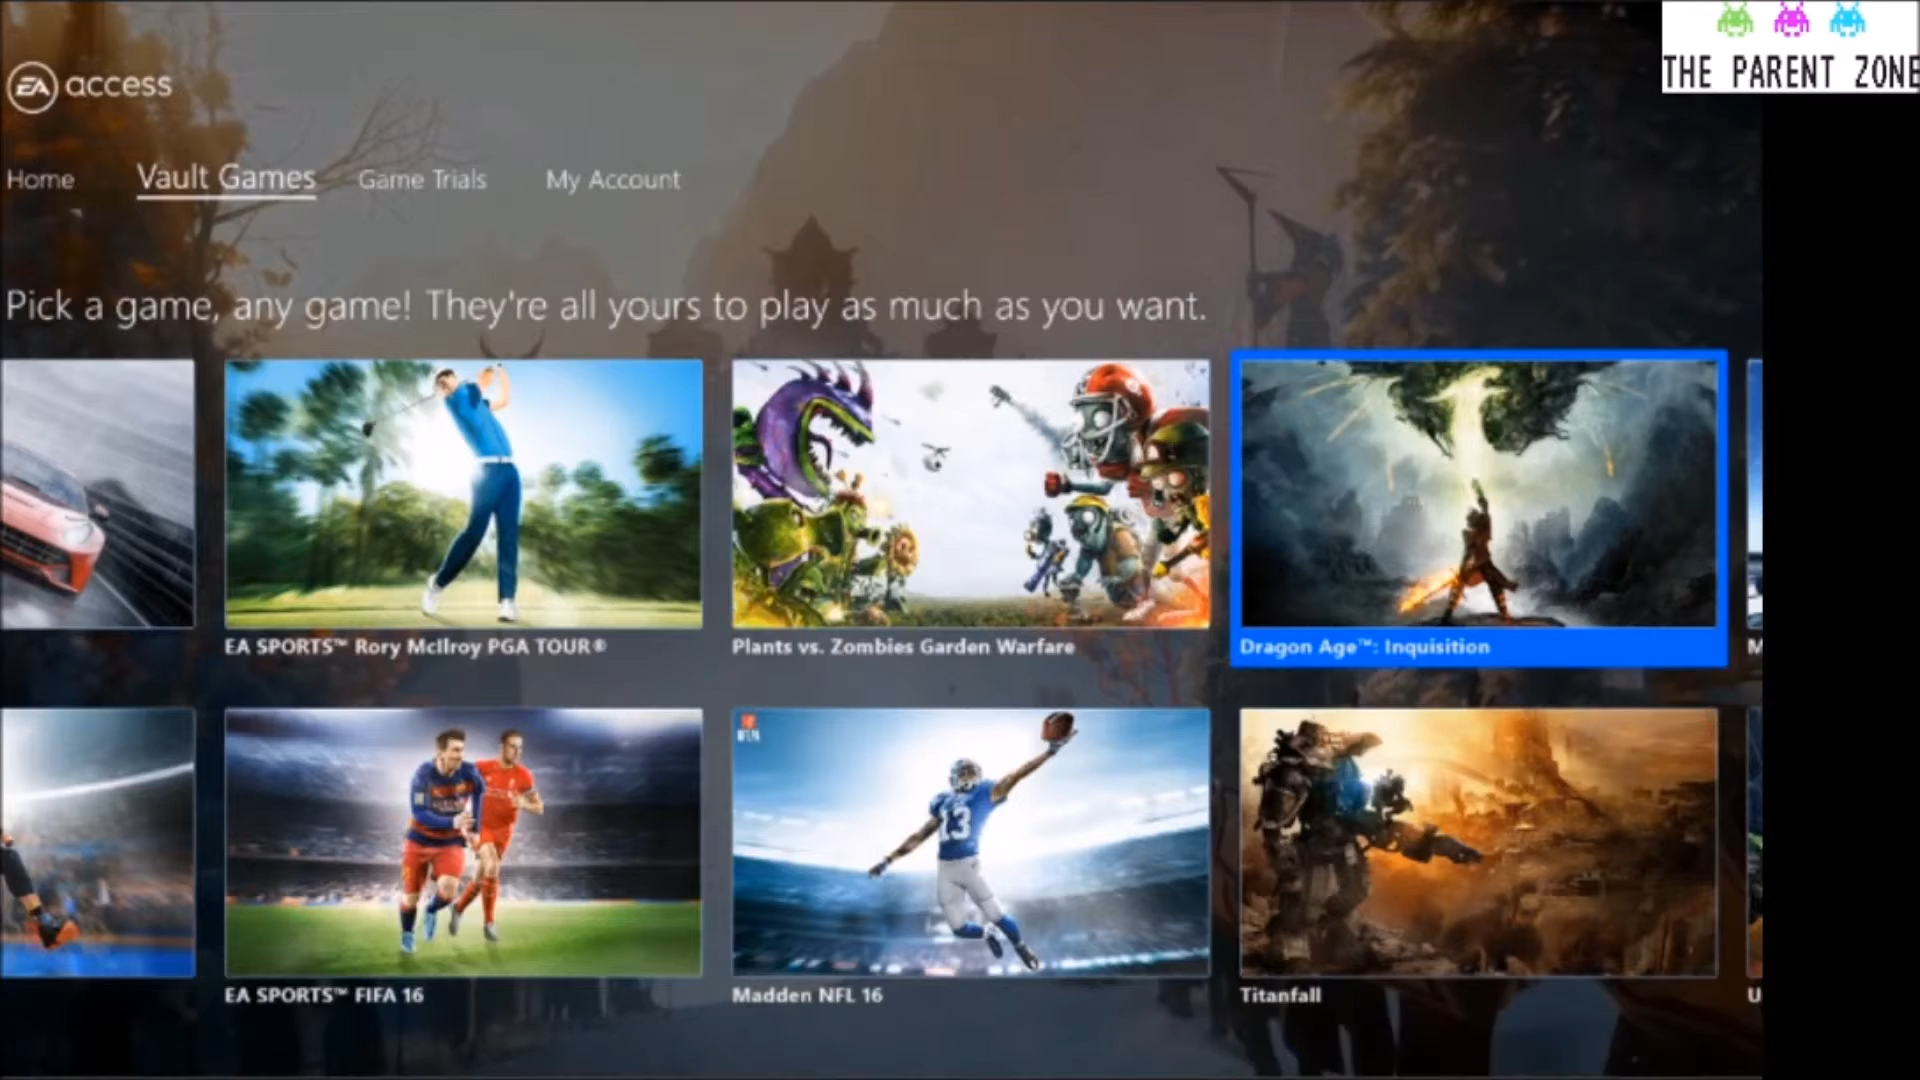 THE PARENT ZONE
EA access
Home Vault Games Game Trials My Account
Pick a game, any game! They're all yours to play as much as you want.
EA SPORTS™ Rory McIlroy PGA TOUR®
Plants vs. Zombies Garden Warfare
Dragon Age™: Inquisition
M
13
EA SPORTS™ FIFA 16
Madden NFL 16
Titanfall
U